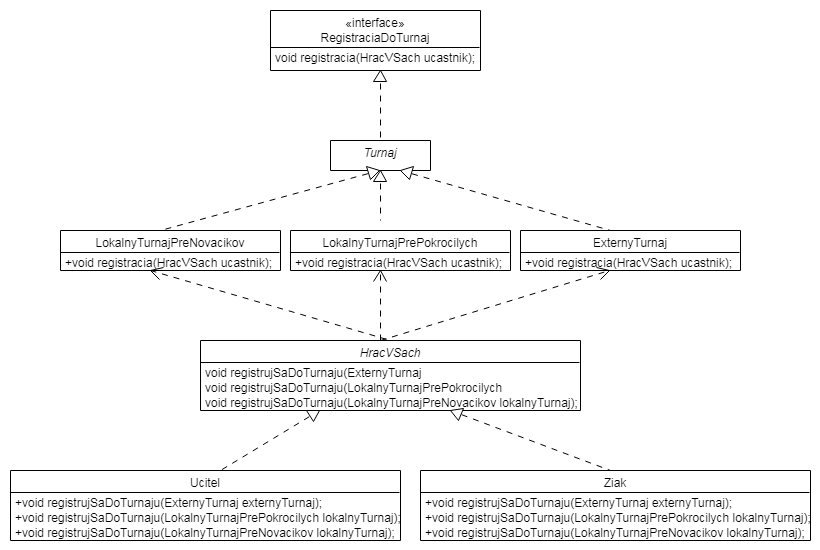 «interface»
RegistraciaDoTurnaj
void registracia(HracVSach ucastnik);
Turnaj
LokalnyTurnajPreNovacikov
+void registracia(HracVSach ucastnik);
LokalnyTurnajPrePokrocilych
+void registracia(HracVSach ucastnik);
ExternyTurnaj
+void registracia(HracVSach ucastnik);
HracVSach
void registrujSaDoTurnaju(ExternyTurnaj
void registrujSaDoTurnaju(LokalnyTurnajPrePokrocilych
void registrujSaDoTurnaju(LokalnyTurnajPreNovacikov lokalnyTurnaj);
Ucitel
+void registrujSaDoTurnaju(ExternyTurnaj externyTurnaj);
+void registrujSaDoTurnaju(LokalnyTurnajPrePokrocilych lokalnyTurnaj);
+void registrujSaDoTurnaju(LokalnyTurnajPreNovacikov lokalnyTurnaj);
Ziak
+void registrujSaDoTurnaju(ExternyTurnaj externyTurnaj);
+void registrujSaDoTurnaju(LokalnyTurnajPrePokrocilych lokalnyTurnaj);
+void registrujSaDoTurnaju(LokalnyTurnajPreNovacikov lokalnyTurnaj);